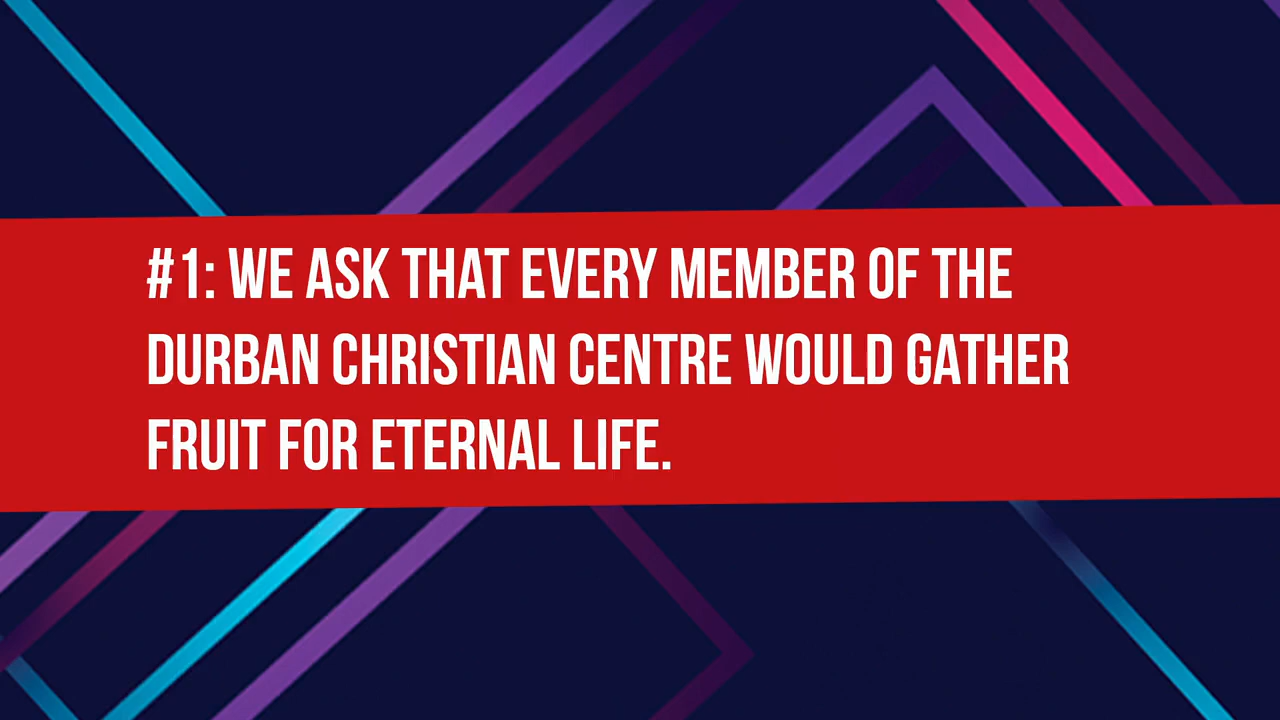 #1: WE ASK THAT EVERY MEMBER OF THE
DURBAN CHRISTIAN CENTRE WOULD GATHER
FRUIT FOR ETERNAL LIFE.